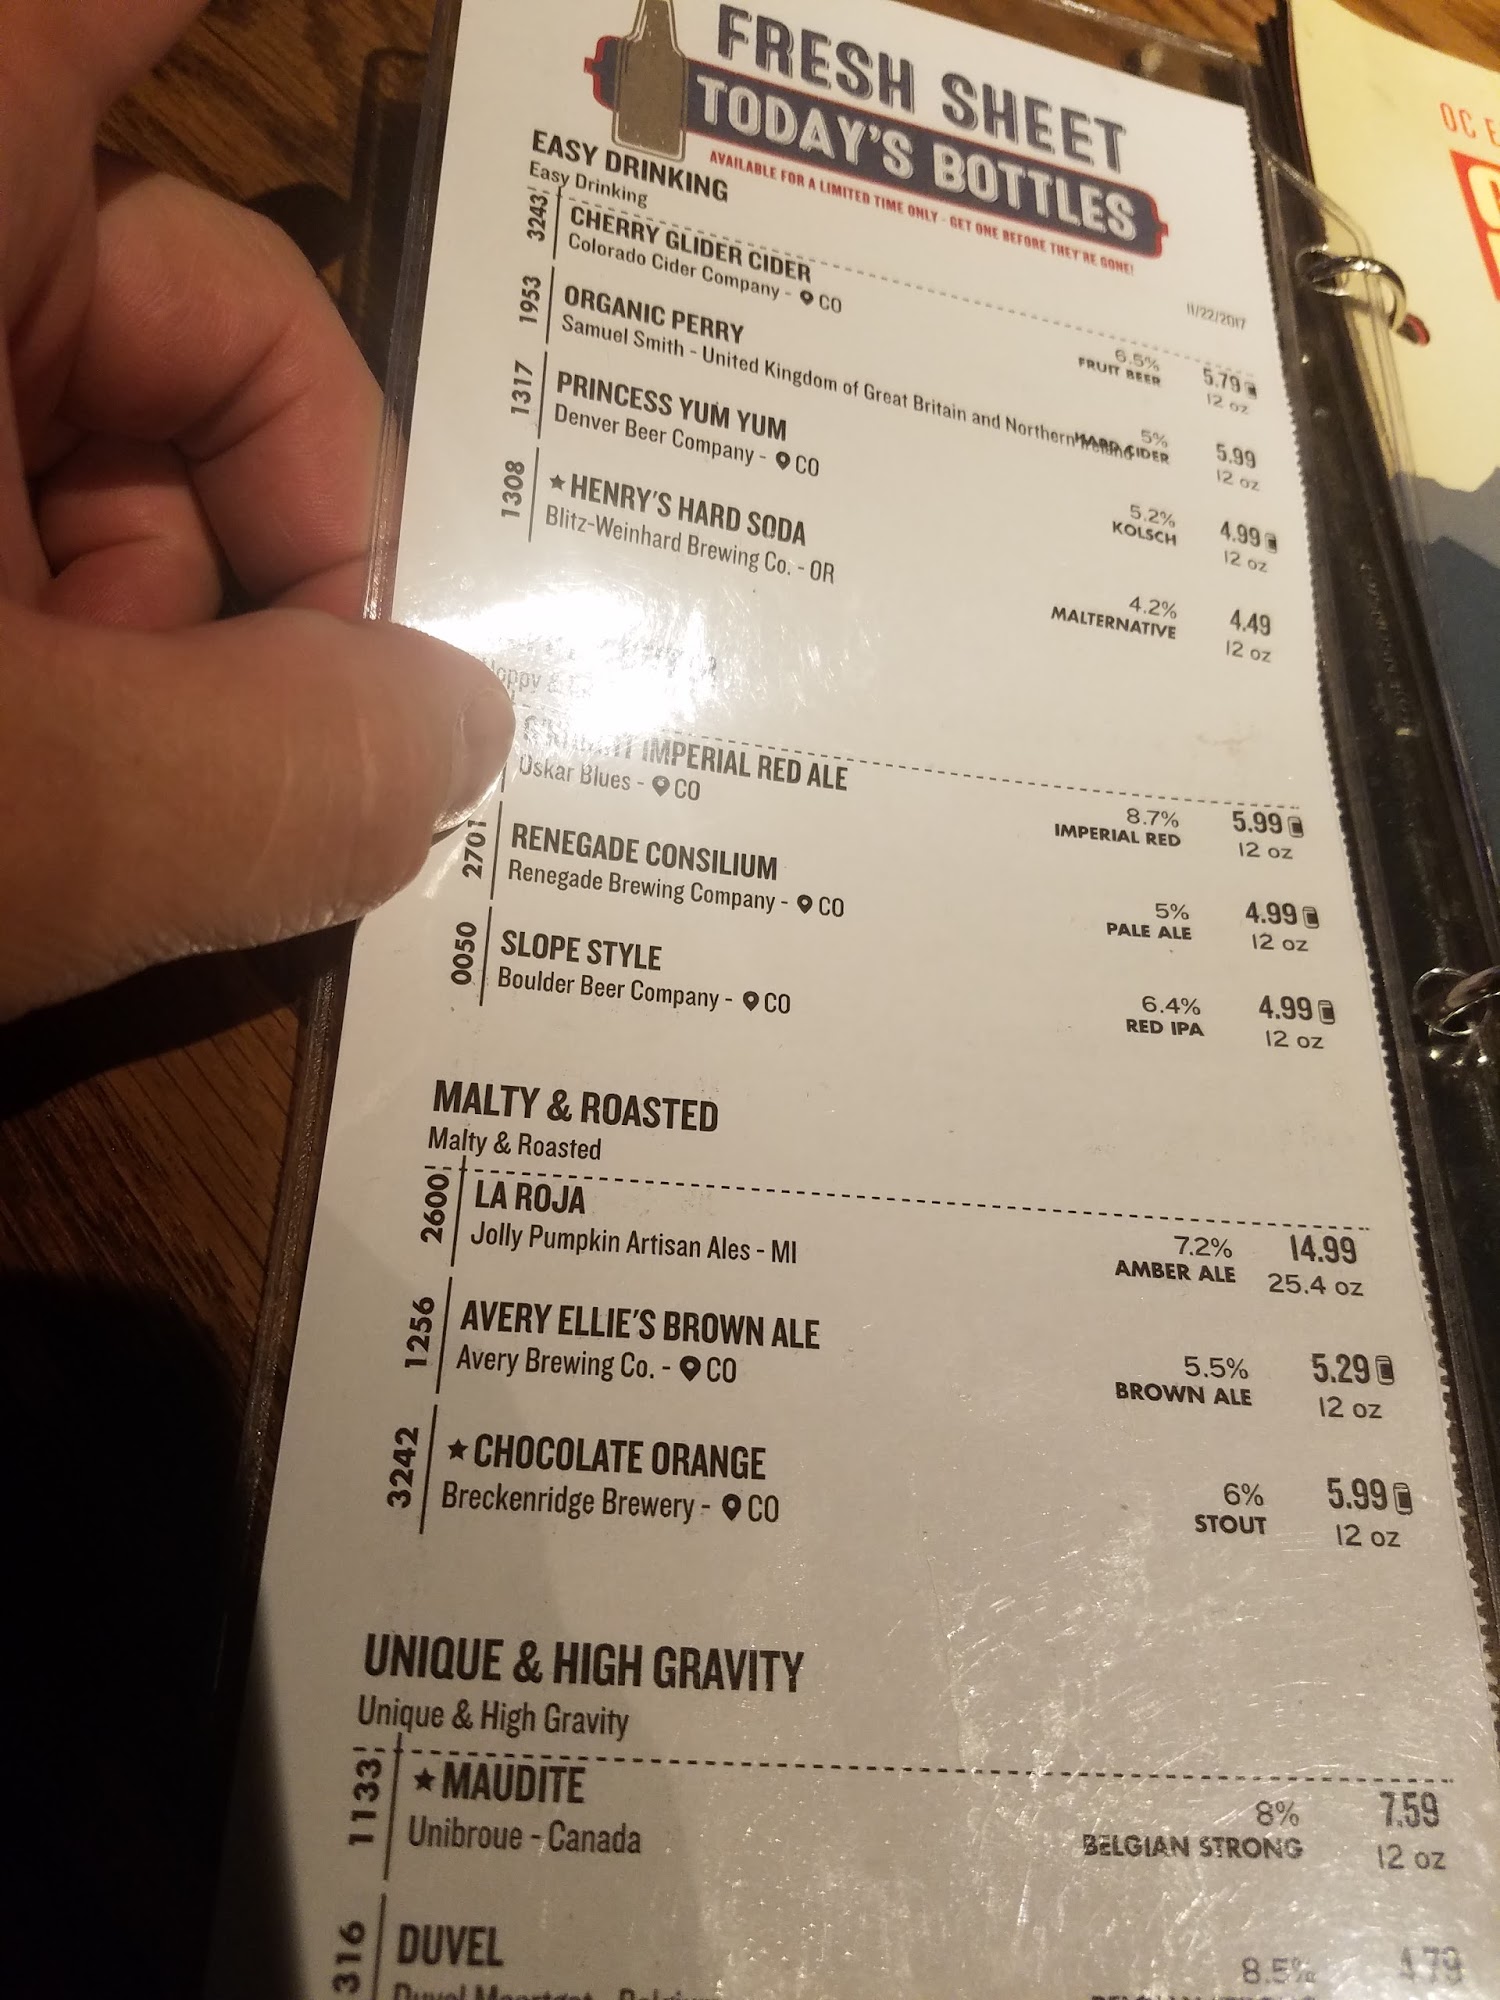 FRESH SHEET
TODAY'S BOTTLES
AVAILABLE FOR A LIMITED TIME ONLY - GET ONE BEFORE THEY'RE GONE!
11/22/2017
EASY DRINKING
Easy Drinking
3243
CHERRY GLIDER CIDER
Colorado Cider Company - CO
6.5%
FRUIT BEER
5.79
12 oz
1953
ORGANIC PERRY
Samuel Smith - United Kingdom of Great Britain and Northern Ireland
5%
HARD CIDER
5.99
12 oz
1317
PRINCESS YUM YUM
Denver Beer Company - CO
5.2%
KOLSCH
4.99
12 oz
1308
★ HENRY'S HARD SODA
Blitz-Weinhard Brewing Co. - OR
4.2%
MALTERNATIVE
4.49
12 oz
Hoppy &
IMPERIAL RED ALE
Oskar Blues - CO
8.7%
IMPERIAL RED
5.99
12 oz
2701
RENEGADE CONSILIUM
Renegade Brewing Company - CO
5%
PALE ALE
4.99
12 oz
0050
SLOPE STYLE
Boulder Beer Company - CO
6.4%
RED IPA
4.99
12 oz
MALTY & ROASTED
Malty & Roasted
2600
LA ROJA
Jolly Pumpkin Artisan Ales - MI
7.2%
AMBER ALE
14.99
25.4 oz
1256
AVERY ELLIE'S BROWN ALE
Avery Brewing Co. - CO
5.5%
BROWN ALE
5.29
12 oz
3242
★ CHOCOLATE ORANGE
Breckenridge Brewery - CO
6%
STOUT
5.99
12 oz
UNIQUE & HIGH GRAVITY
Unique & High Gravity
1133
★ MAUDITE
Unibroue - Canada
8%
BELGIAN STRONG
7.59
12 oz
316
DUVEL
8.5%
4.79
OC